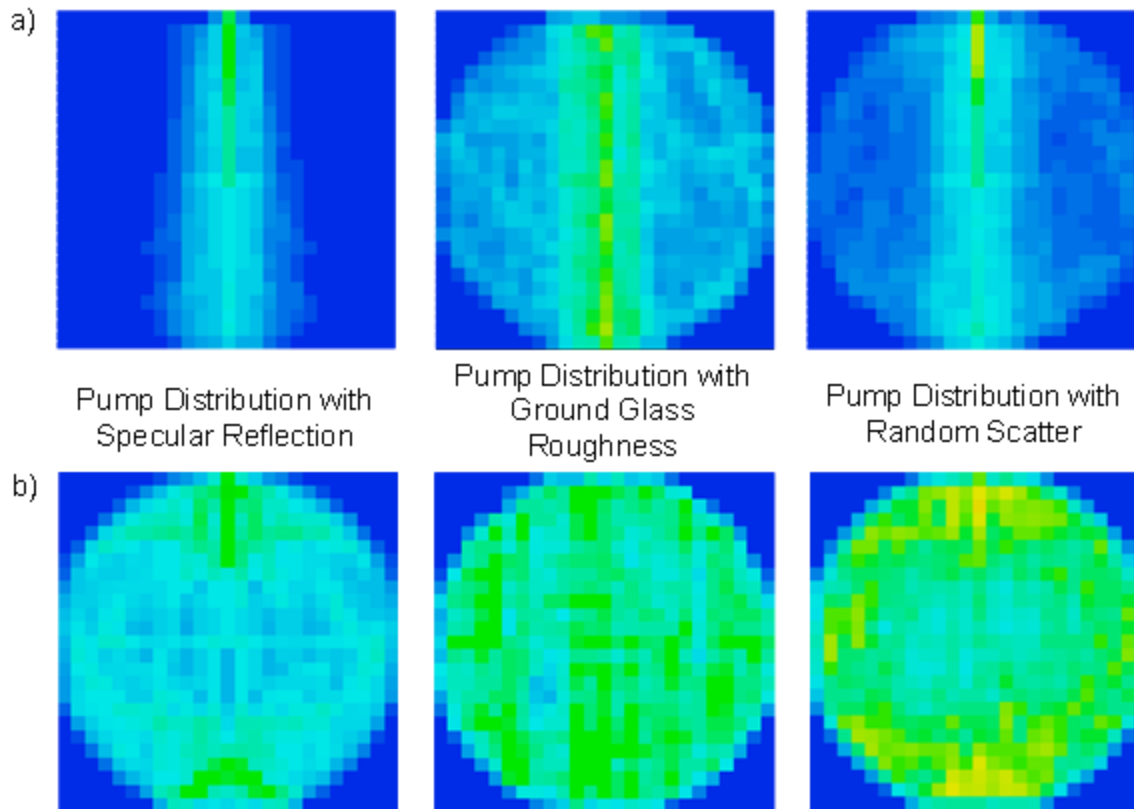 a)
Pump Distribution with
Specular Reflection
Pump Distribution with
Ground Glass
Roughness
Pump Distribution with
Random Scatter
b)